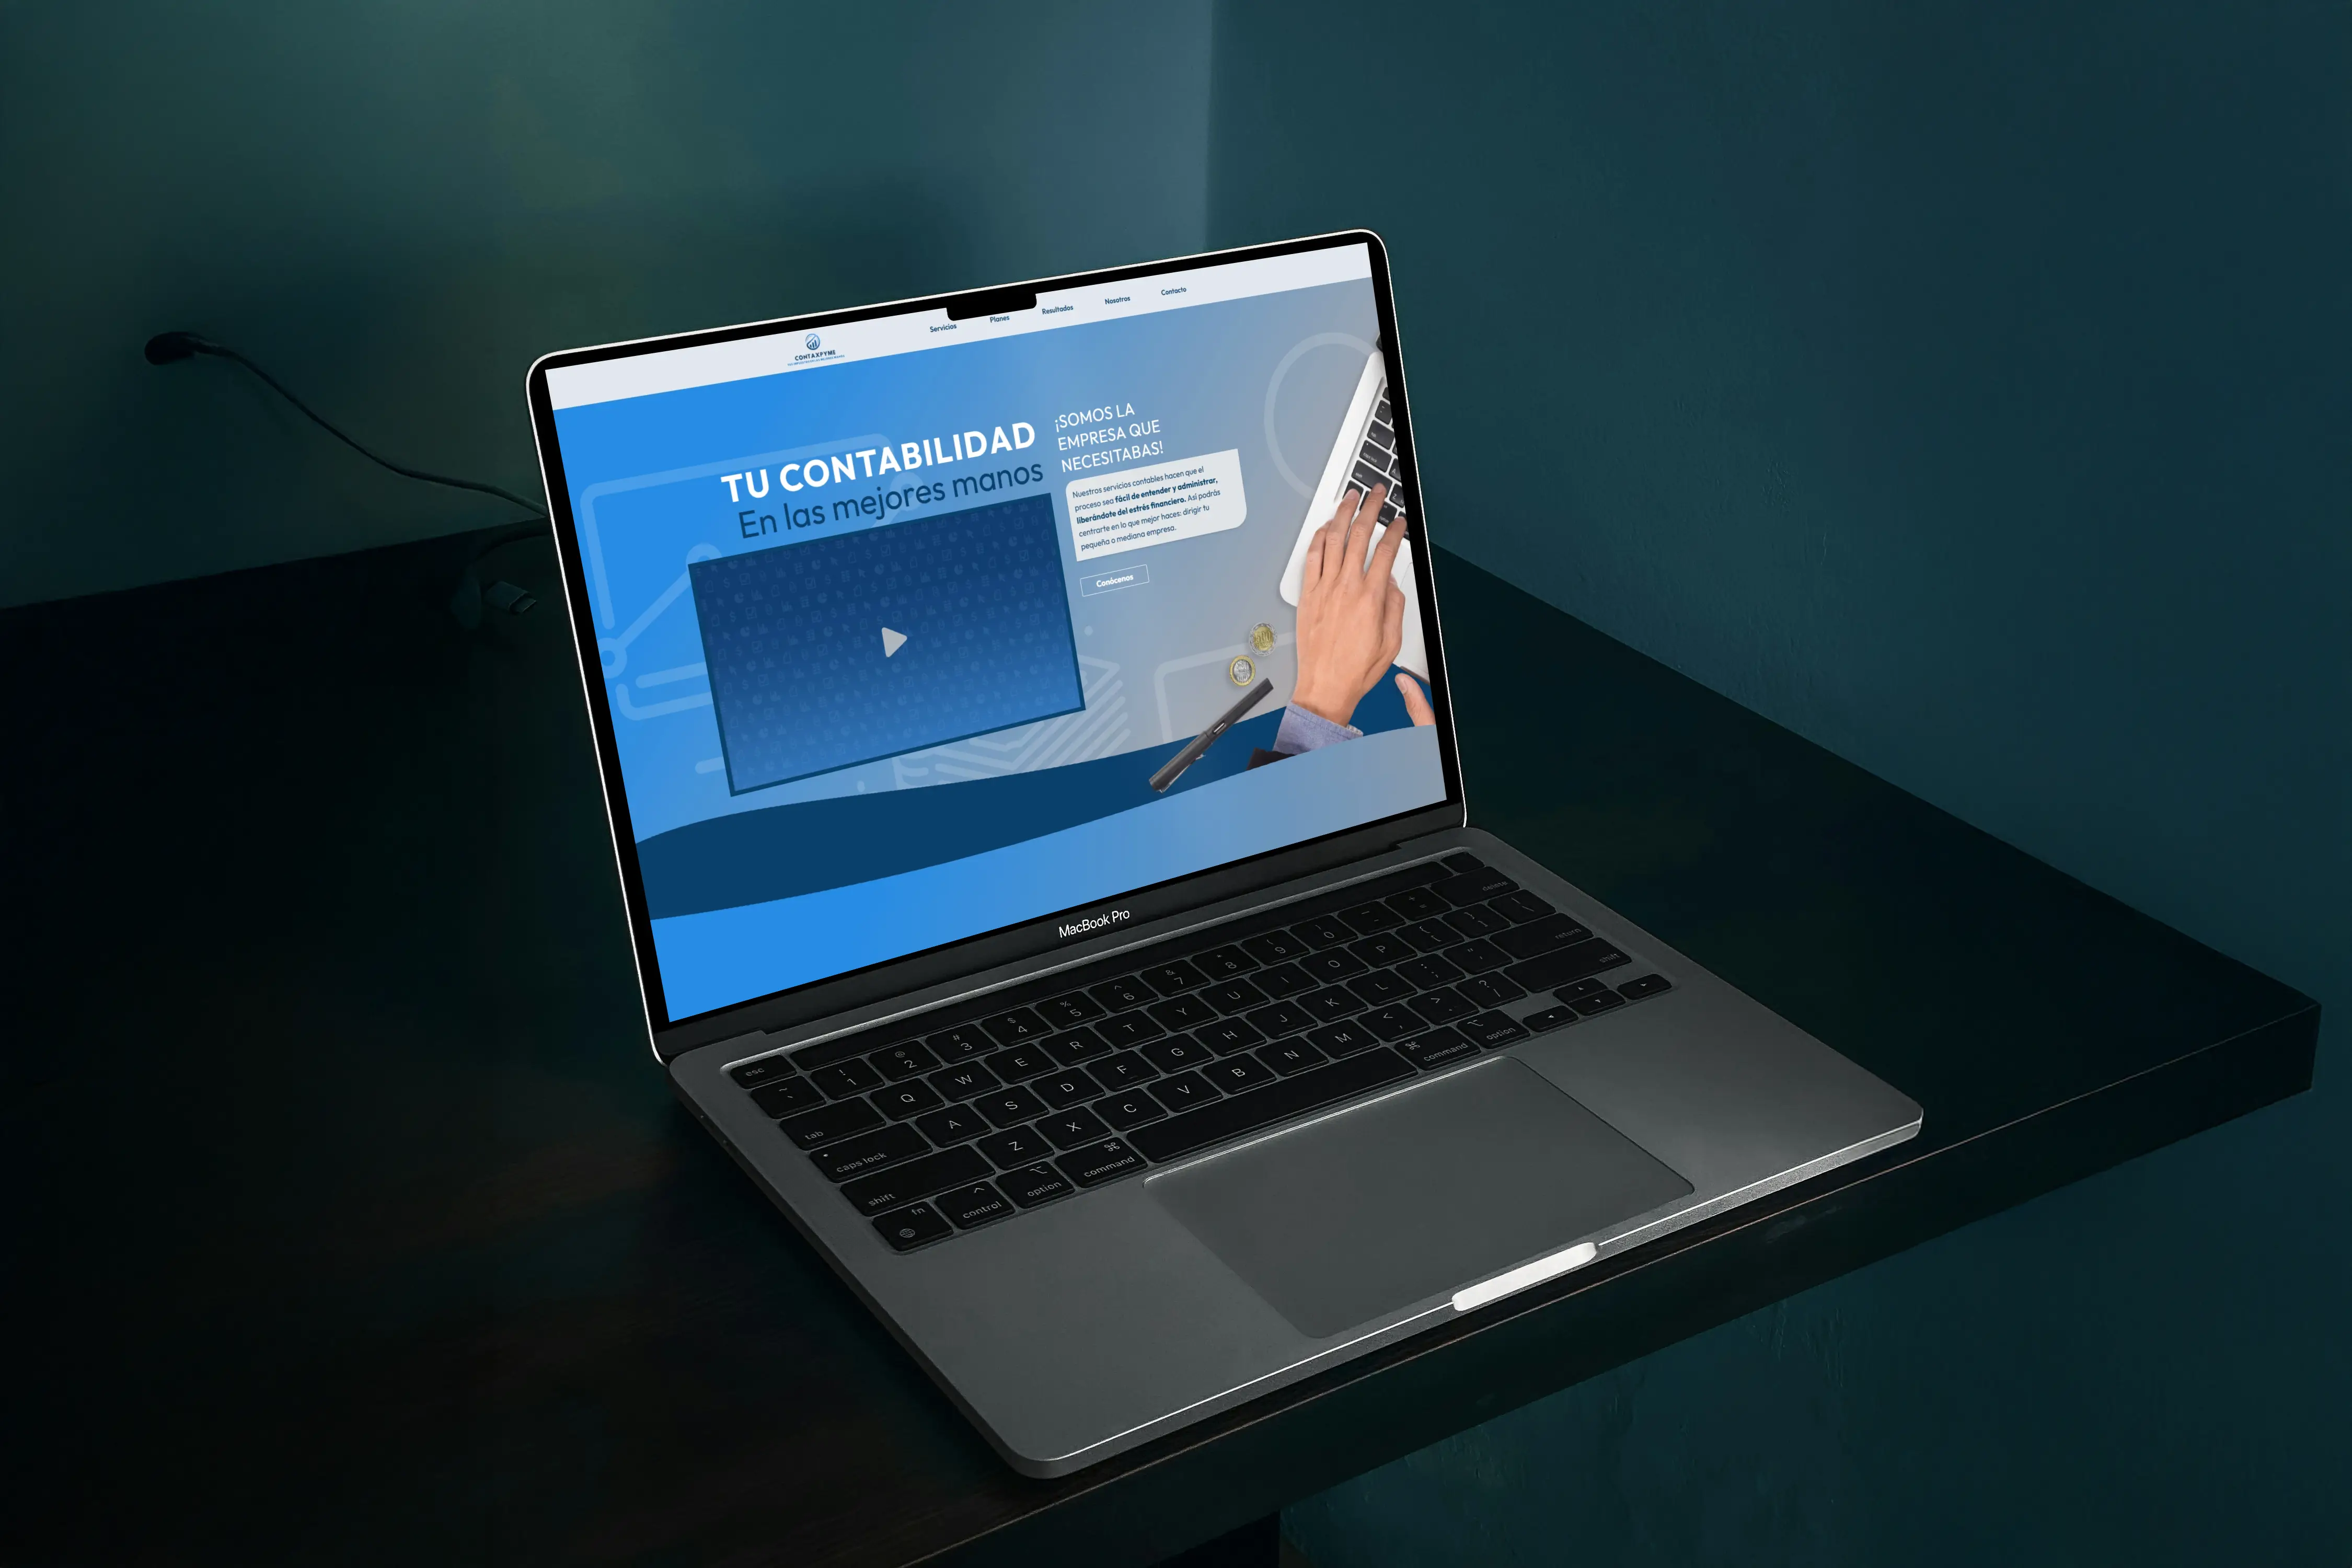 Servicios Planes Resultados Nosotros Contacto
CONTAXPYME
TU CONTABILIDAD
En las mejores manos
¡SOMOS LA
EMPRESA QUE
NECESITABAS!
Nuestros servicios contables hacen que el
proceso sea fácil de entender y administrar,
liberándote del estrés financiero. Así podrás
centrarte en lo que mejor haces: dirigir tu
pequeña o mediana empresa.
Conócenos
MacBook Pro
esc
~ `
! 1 @ 2 # 3 $ 4 % 5 ^ 6 & 7 * 8 ( 9 ) 0 _ - + = delete
tab Q W E R T Y U I O P { [ } ] | \
caps lock A S D F G H J K L : ; " ' return
shift Z X C V B N M < , > . ? / shift
fn control option command command option